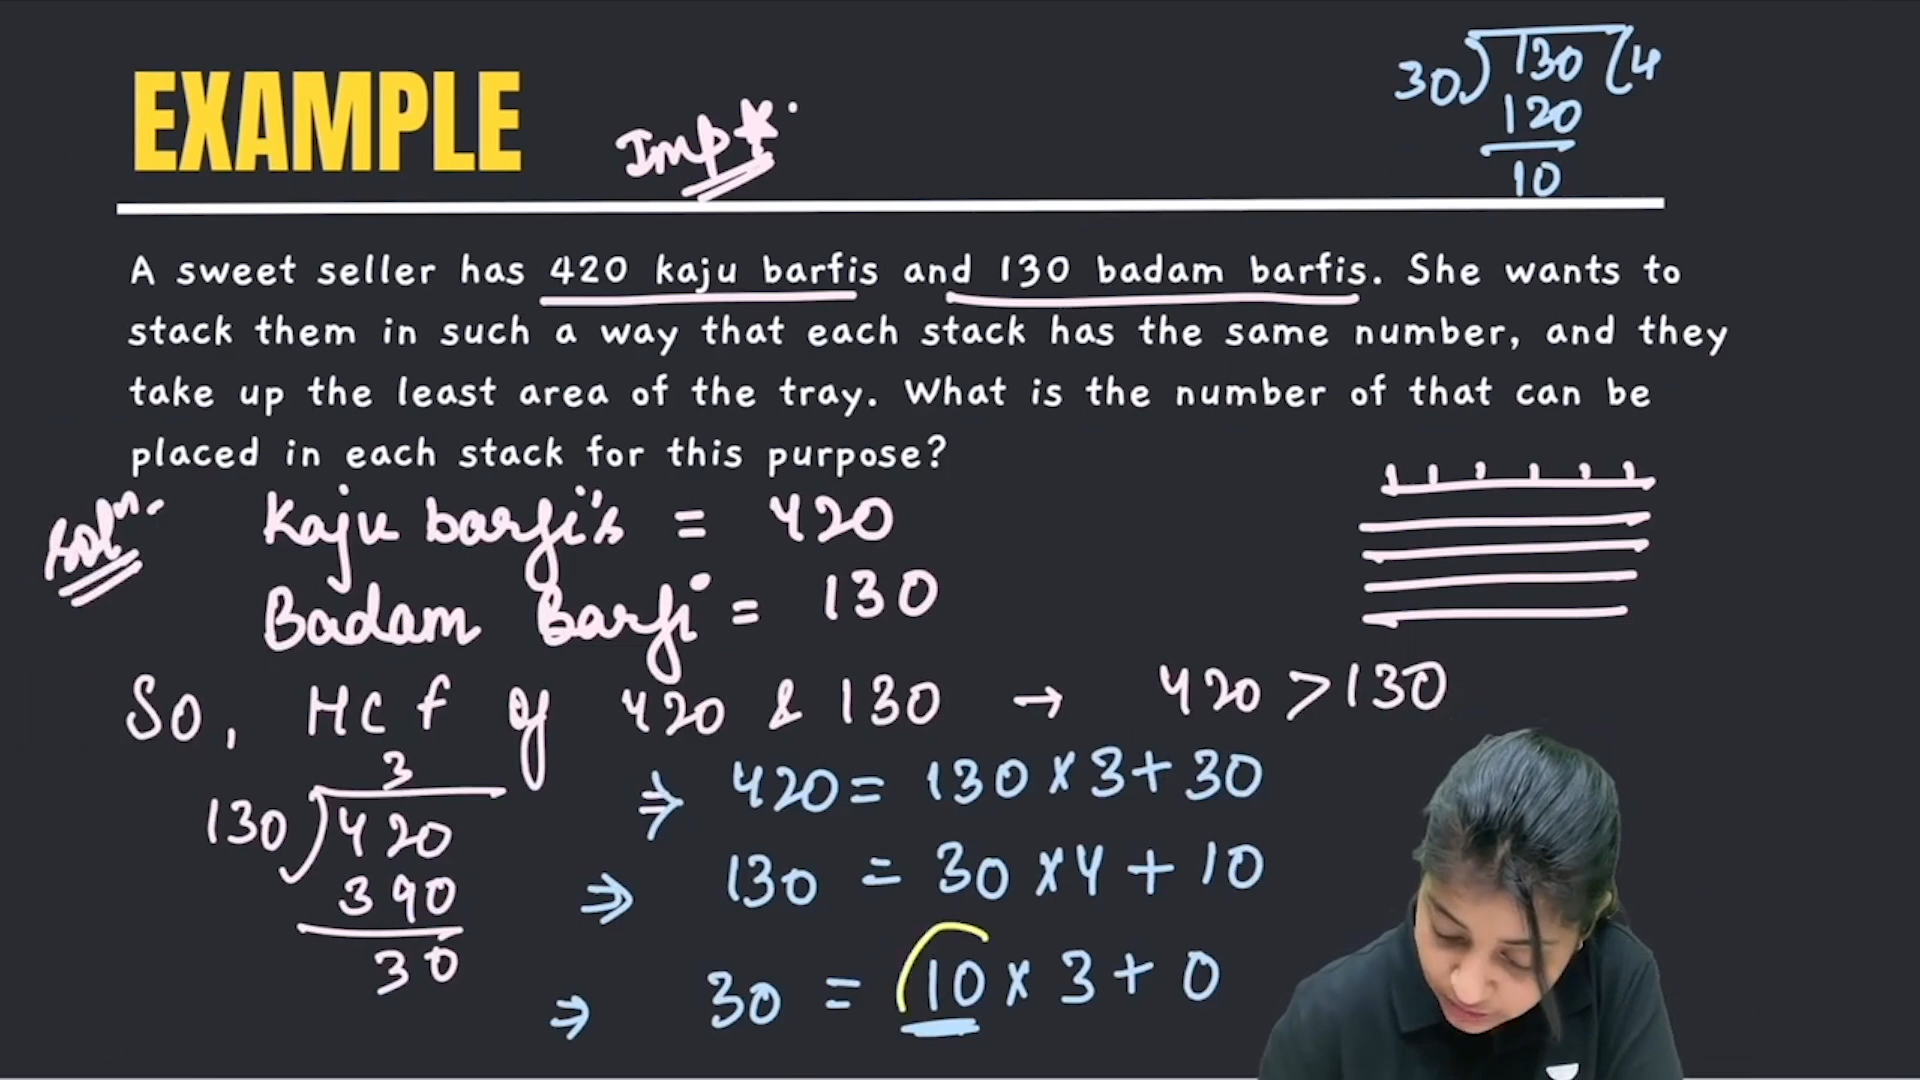 EXAMPLE
Imp*
30) 130 (4
120
10
A sweet seller has 420 kaju barfis and 130 badam barfis. She wants to
stack them in such a way that each stack has the same number, and they
take up the least area of the tray. What is the number of that can be
placed in each stack for this purpose?
Solⁿ.
Kaju barfi's = 420
Badam Barfi = 130
So, HCf of 420 & 130 → 420 > 130
3
130) 420
390
30
⇒ 420 = 130 × 3 + 30
⇒ 130 = 30 × 4 + 10
⇒ 30 = 10 × 3 + 0